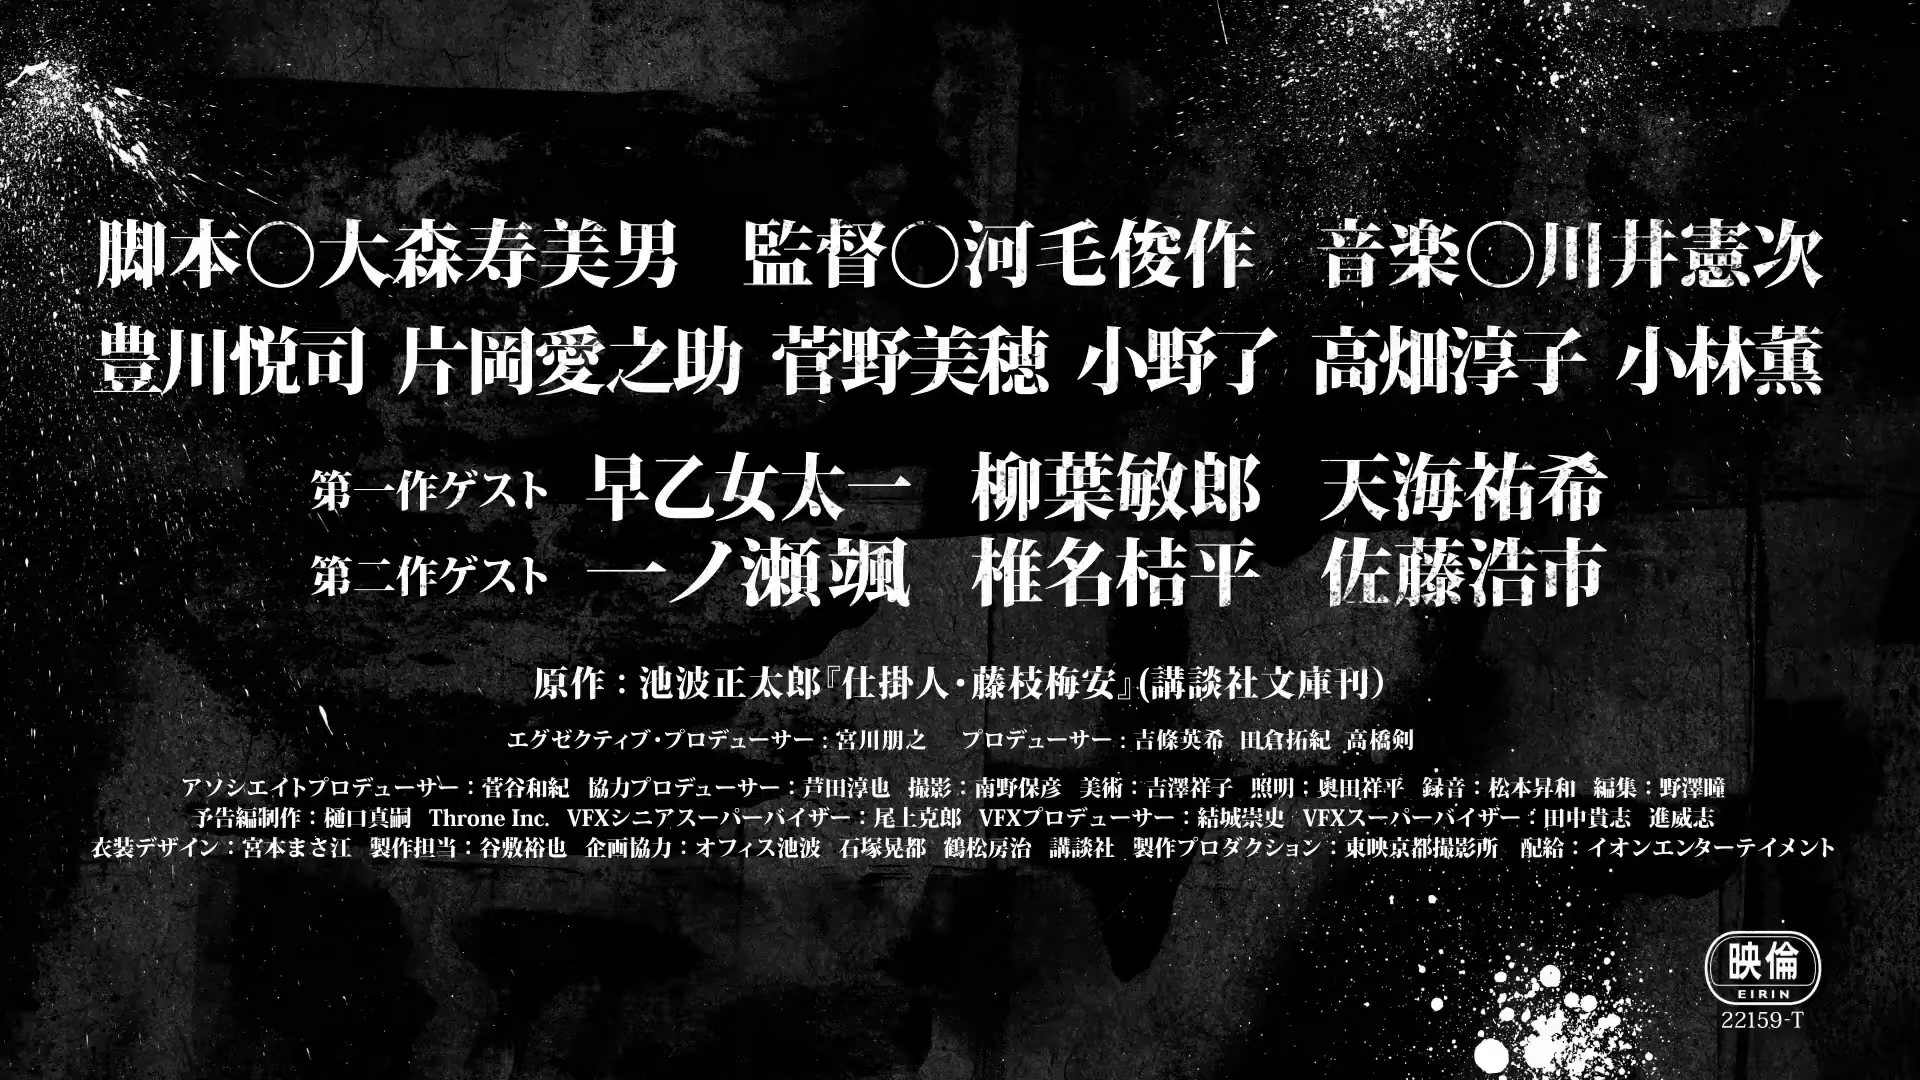 脚本〇大森寿美男 監督〇河毛俊作 音楽〇川井憲次
豊川悦司 片岡愛之助 菅野美穂 小野了 高畑淳子 小林薫
第一作ゲスト 早乙女太一 柳葉敏郎 天海祐希
第二作ゲスト 一ノ瀬颯 椎名桔平 佐藤浩市
原作：池波正太郎『仕掛人・藤枝梅安』(講談社文庫刊)
エグゼクティブ・プロデューサー：宮川朋之 プロデューサー：吉條英希 田倉拓紀 高橋剣
アソシエイトプロデューサー：菅谷和紀 協力プロデューサー：芦田淳也 撮影：南野保彦 美術：吉澤祥子 照明：奥田祥平 録音：松本昇和 編集：野澤瞳
予告編制作：樋口真嗣 Throne Inc. VFXシニアスーパーバイザー：尾上克郎 VFXプロデューサー：結城崇史 VFXスーパーバイザー：田中貴志 進威志
衣装デザイン：宮本まさ江 製作担当：谷敷裕也 企画協力：オフィス池波 石塚晃都 鶴松房治 講談社 製作プロダクション：東映京都撮影所 配給：イオンエンターテイメント
映倫
EIRIN
22159-T